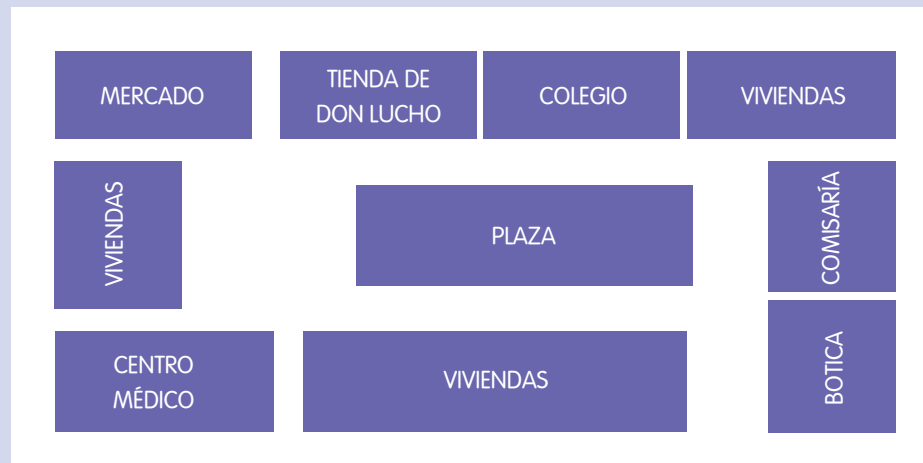 MERCADO
TIENDA DE
DON LUCHO
COLEGIO
VIVIENDAS
VIVIENDAS
PLAZA
COMISARÍA
CENTRO
MÉDICO
VIVIENDAS
BOTICA